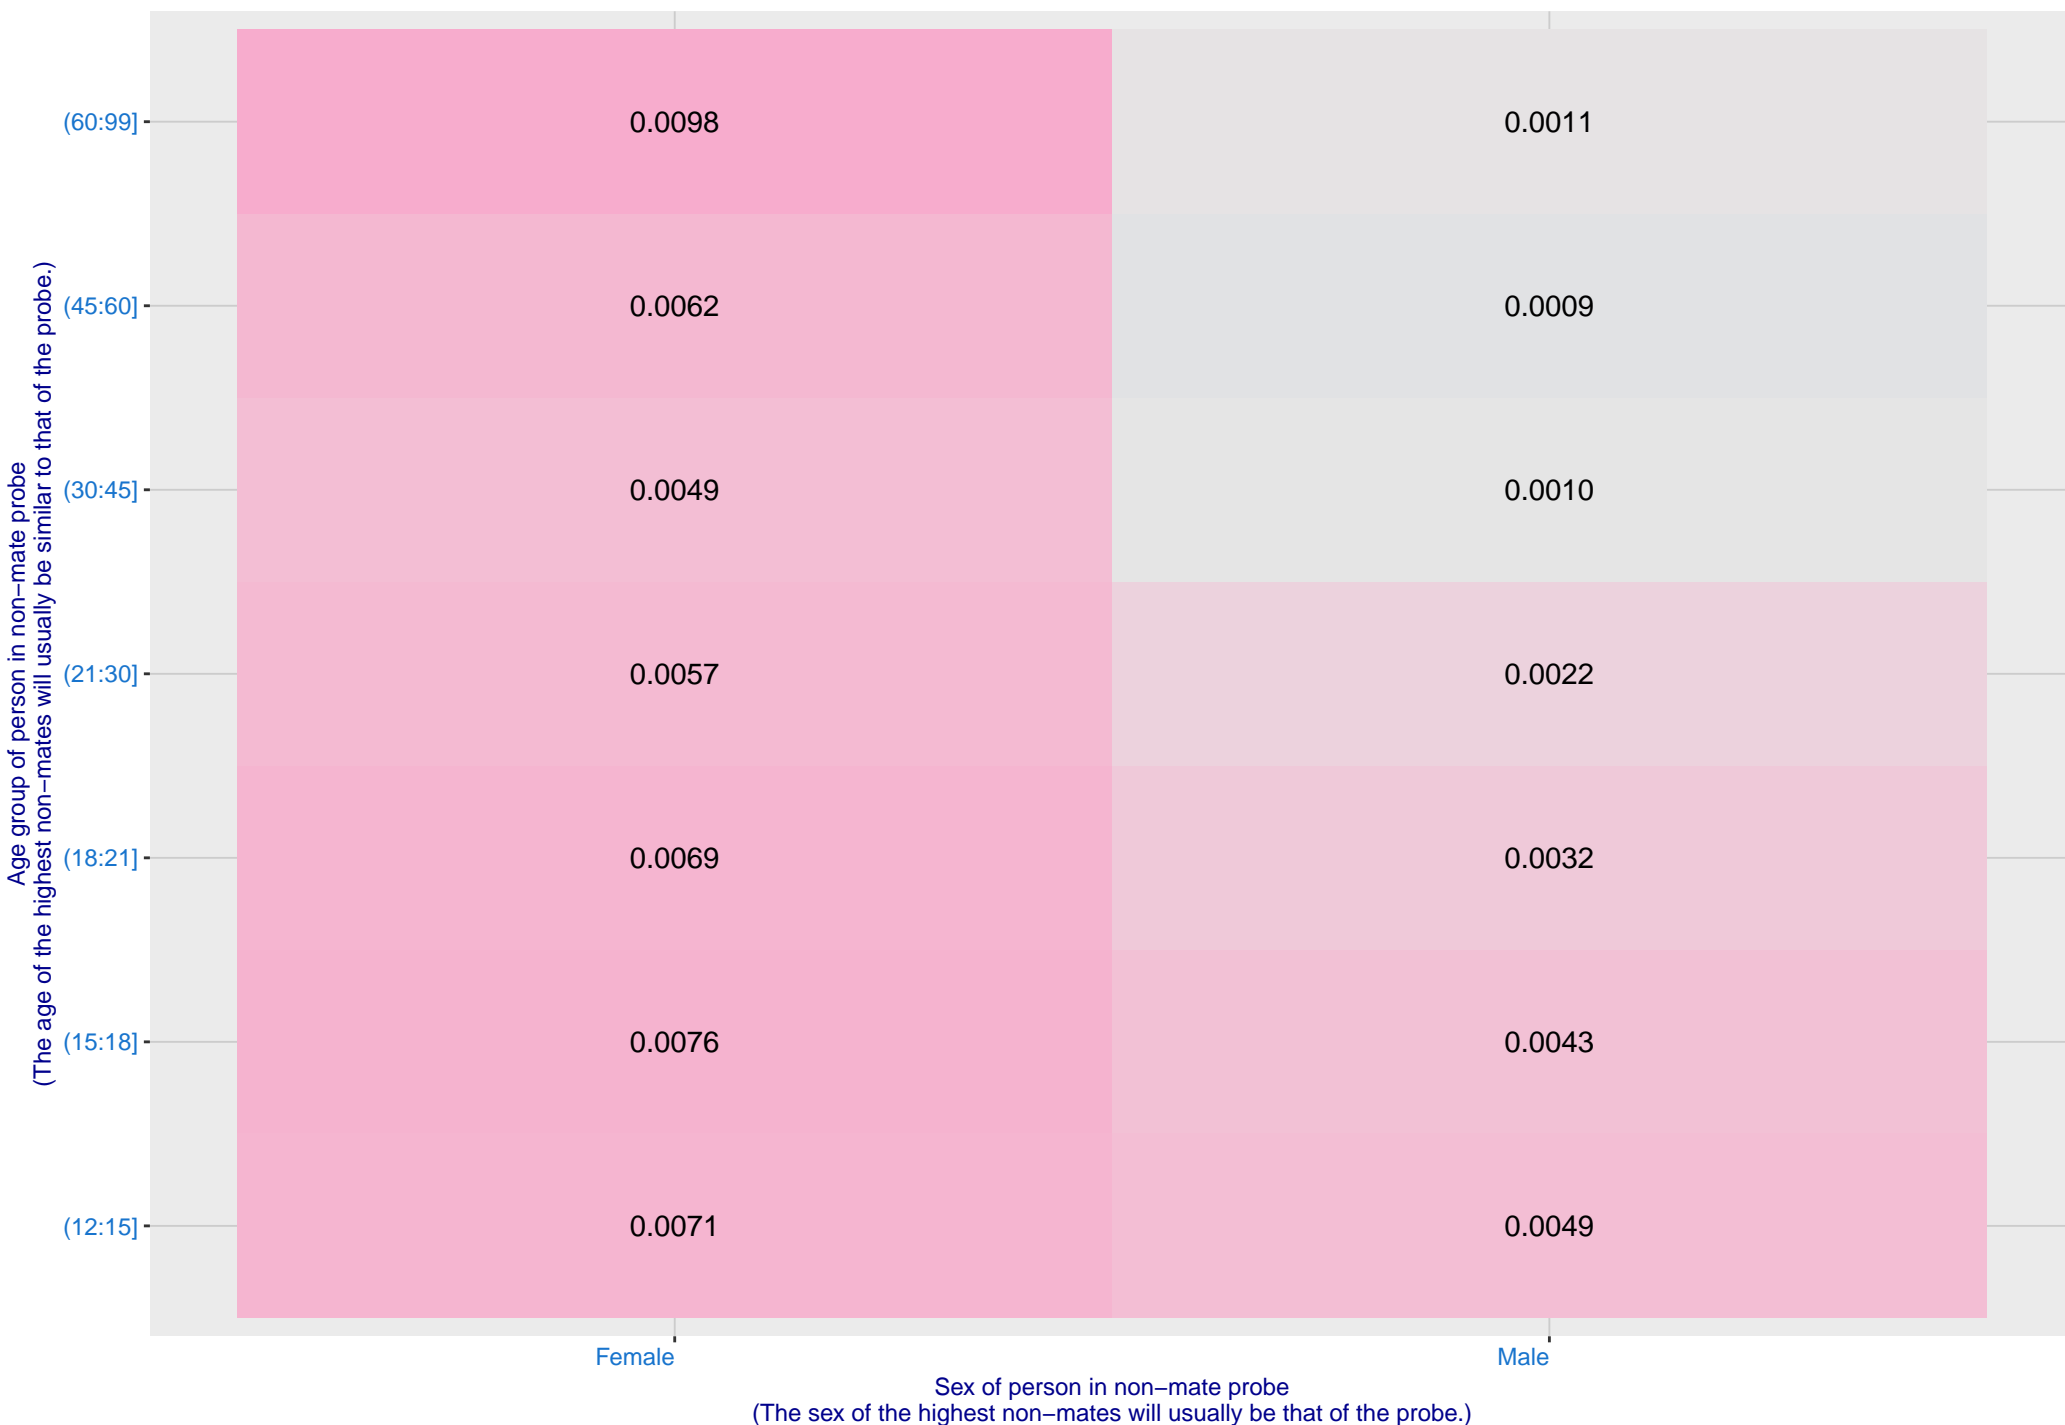 Age group of person in non−mate probe
(The age of the highest non−mates will usually be similar to that of the probe.)
(60:99] 0.0098 0.0011
(45:60] 0.0062 0.0009
(30:45] 0.0049 0.0010
(21:30] 0.0057 0.0022
(18:21] 0.0069 0.0032
(15:18] 0.0076 0.0043
(12:15] 0.0071 0.0049
Female Male
Sex of person in non−mate probe
(The sex of the highest non−mates will usually be that of the probe.)